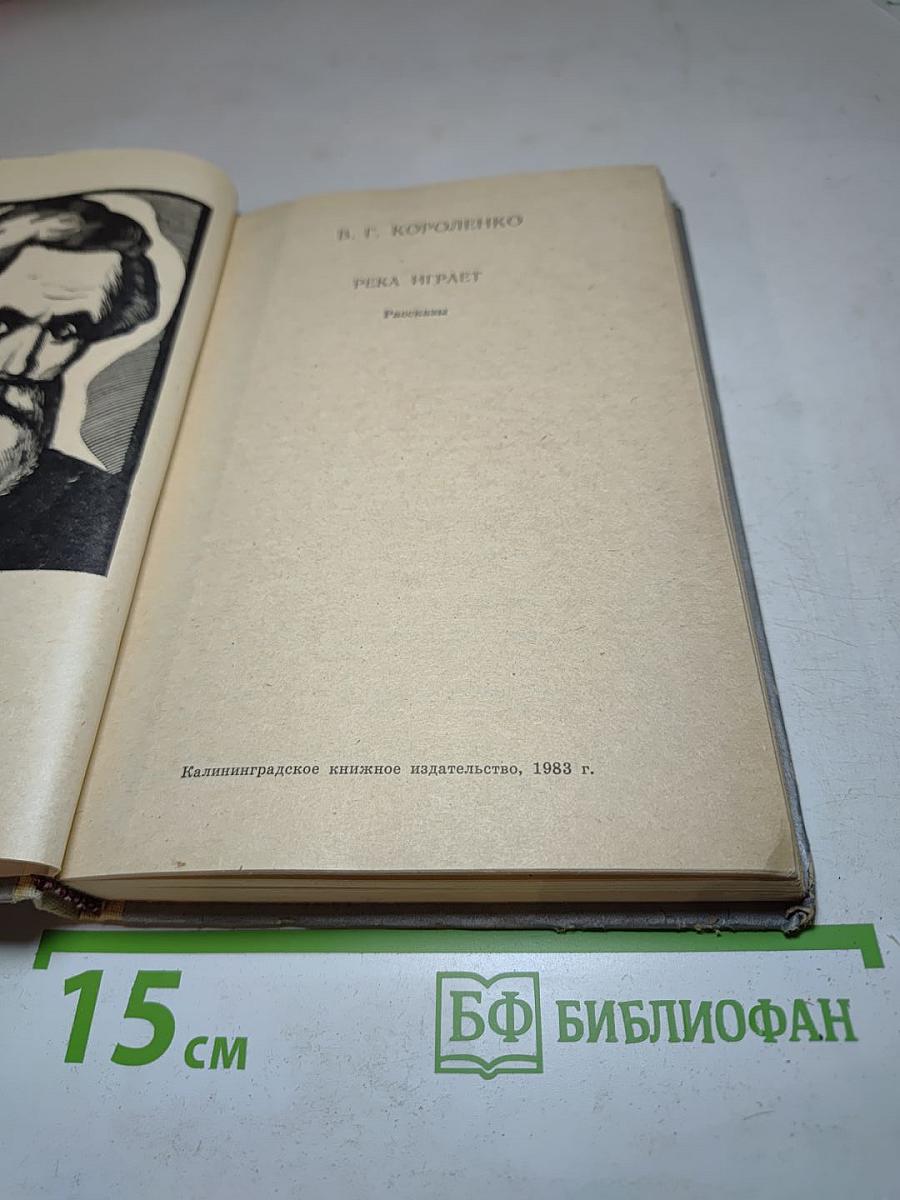 В. Г. КОРОЛЕНКО
РЕКА ИГРАЕТ
Рассказы
Калининградское книжное издательство, 1983 г.
15 см
БФ БИБЛИОФАН